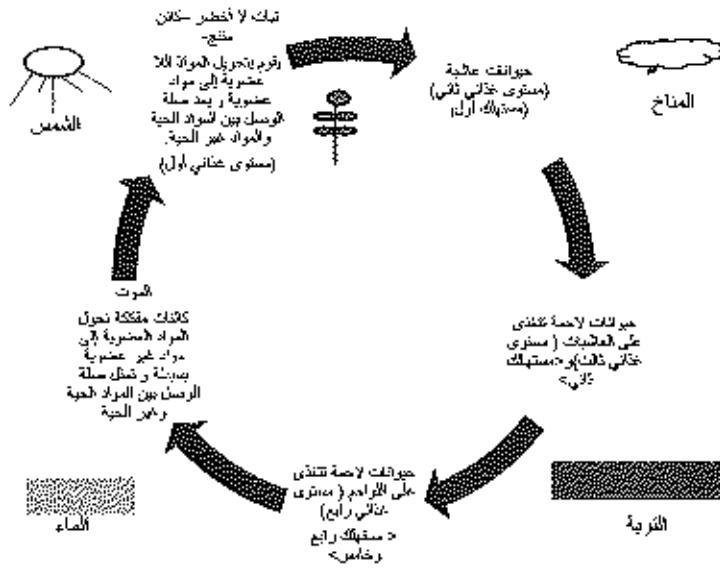 نبات لا أخضر -كائن
منتج-
يقوم بتحويل المواد اللا
عضوية إلى مواد
عضوية و يعد صلة
الوصل بين المواد الحية
والمواد غير الحية.
(مستوى غذائي أول)
حيوانات عاشبة
(مستوى غذائي ثاني)
(مستهلك أول)
المناخ
الشمس
حيوانات لاحمة تتغذى
على العاشبات ( مستوى
غذائي ثالث)و<مستهلك
ثاني>
التربة
حيوانات لاحمة تتغذى
على اللواحم ( مستوى
غذائي رابع)
< مستهلك رابع
وخامس>
الموت
كائنات مفككة تحول
المواد العضوية إلى
مواد غير عضوية
بسيطة و تمثل صلة
الوصل بين المواد الحية
وغير الحية
الماء